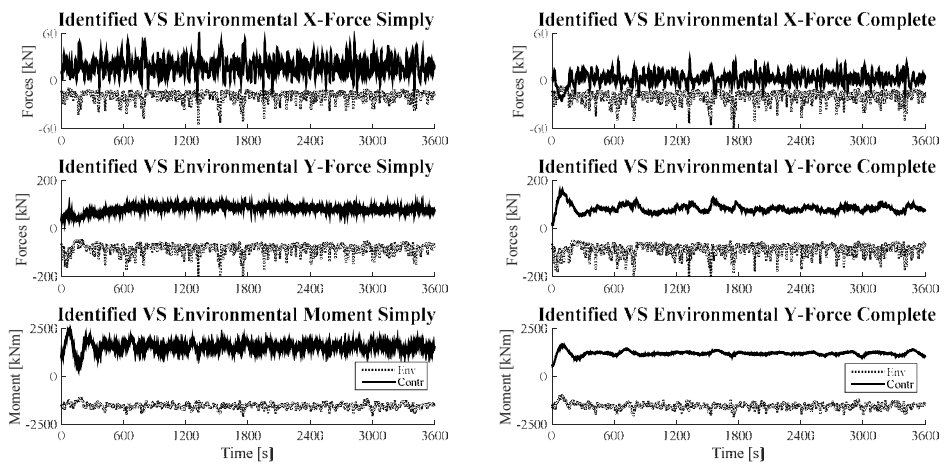 Identified VS Environmental X-Force Simply
60
0
-60
Forces [kN]
0 600 1200 1800 2400 3000 3600
Identified VS Environmental Y-Force Simply
200
0
-200
Forces [kN]
0 600 1200 1800 2400 3000 3600
Identified VS Environmental Moment Simply
2500
0
-2500
Moment [kNm]
Env
Contr
0 600 1200 1800 2400 3000 3600
Time [s]
Identified VS Environmental X-Force Complete
60
0
-60
Forces [kN]
0 600 1200 1800 2400 3000 3600
Identified VS Environmental Y-Force Complete
200
0
-200
Forces [kN]
0 600 1200 1800 2400 3000 3600
Identified VS Environmental Y-Force Complete
2500
0
-2500
Moment [kNm]
Env
Contr
0 600 1200 1800 2400 3000 3600
Time [s]